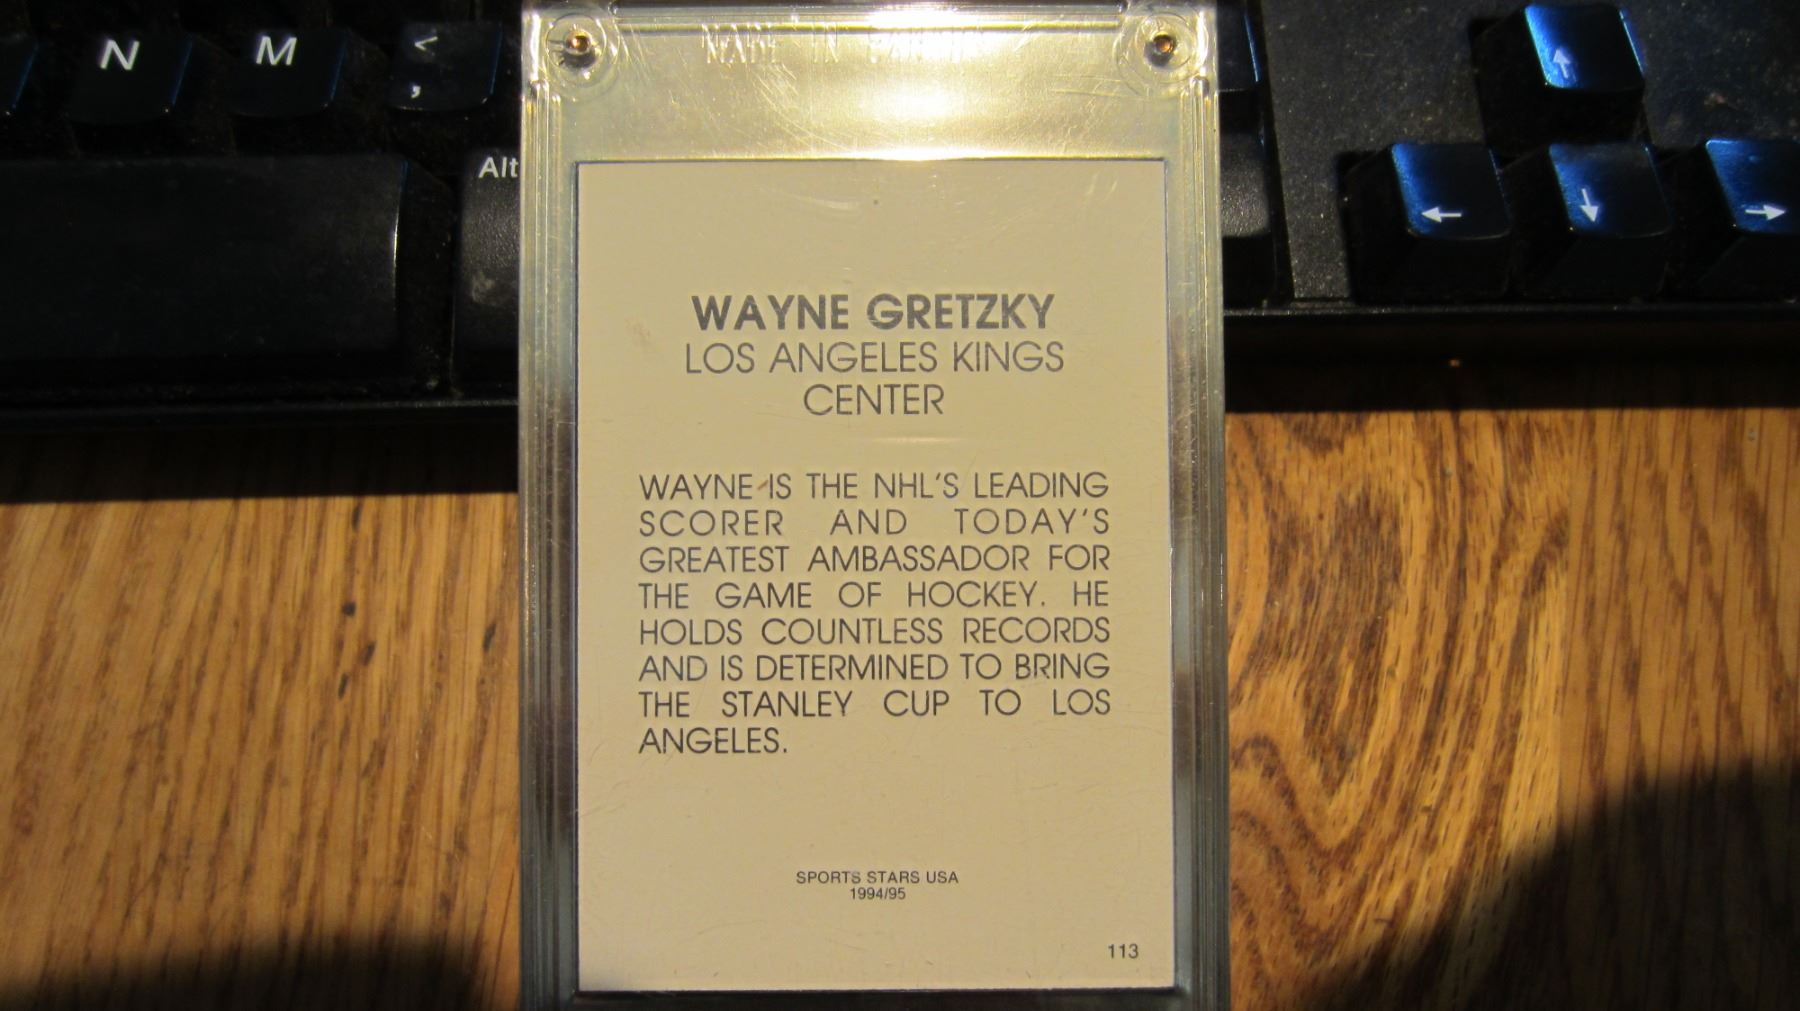 N M < ,
Alt
MADE IN
WAYNE GRETZKY
LOS ANGELES KINGS
CENTER
WAYNE IS THE NHL'S LEADING
SCORER AND TODAY'S
GREATEST AMBASSADOR FOR
THE GAME OF HOCKEY. HE
HOLDS COUNTLESS RECORDS
AND IS DETERMINED TO BRING
THE STANLEY CUP TO LOS
ANGELES.
SPORTS STARS USA
1994/95
113